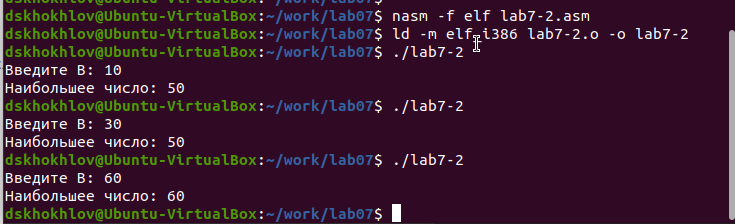 dskhokhlov@Ubuntu-VirtualBox:~/work/lab07$ nasm -f elf lab7-2.asm
dskhokhlov@Ubuntu-VirtualBox:~/work/lab07$ ld -m elf_i386 lab7-2.o -o lab7-2
dskhokhlov@Ubuntu-VirtualBox:~/work/lab07$ ./lab7-2
Введите B: 10
Наибольшее число: 50
dskhokhlov@Ubuntu-VirtualBox:~/work/lab07$ ./lab7-2
Введите B: 30
Наибольшее число: 50
dskhokhlov@Ubuntu-VirtualBox:~/work/lab07$ ./lab7-2
Введите B: 60
Наибольшее число: 60
dskhokhlov@Ubuntu-VirtualBox:~/work/lab07$